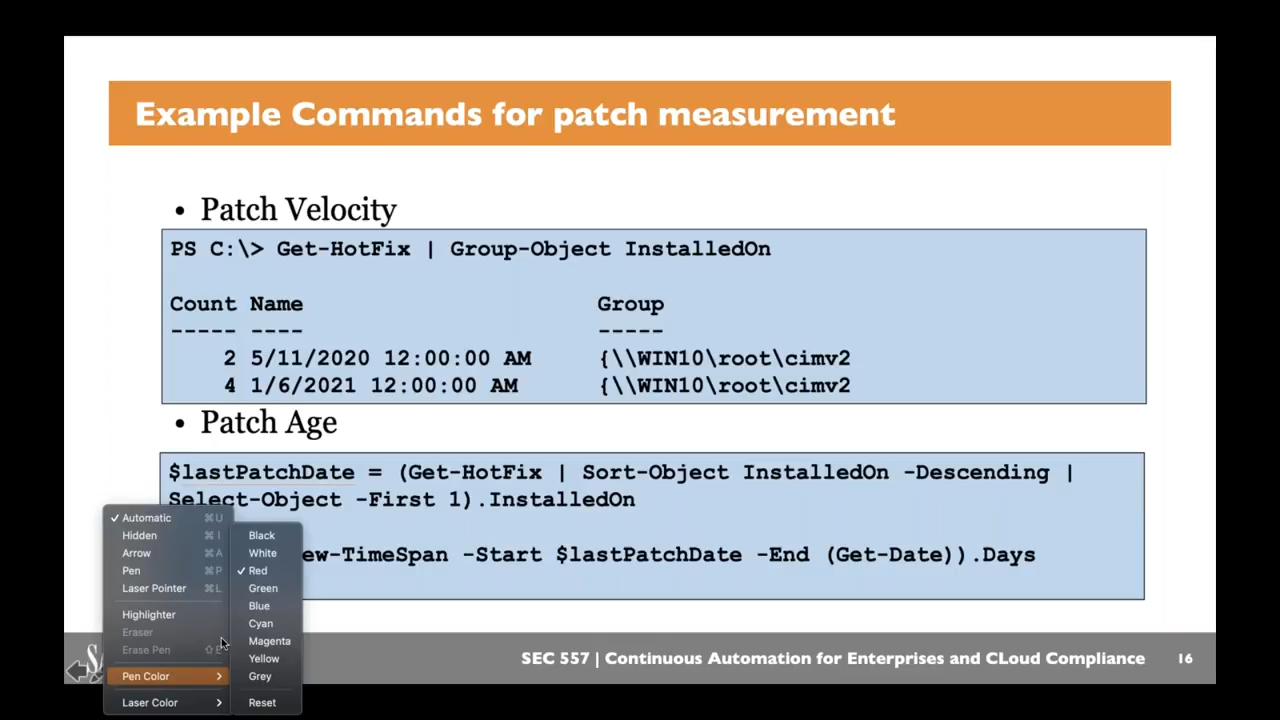 Example Commands for patch measurement
• Patch Velocity
PS C:\> Get-HotFix | Group-Object InstalledOn
Count Name Group
----- ---- -----
2 5/11/2020 12:00:00 AM {\\WIN10\root\cimv2
4 1/6/2021 12:00:00 AM {\\WIN10\root\cimv2
• Patch Age
$lastPatchDate = (Get-HotFix | Sort-Object InstalledOn -Descending |
Select-Object -First 1).InstalledOn
ew-TimeSpan -Start $lastPatchDate -End (Get-Date)).Days
✓ Automatic ⌘U
Hidden ⌘I
Arrow ⌘A
Pen ⌘P
Laser Pointer ⌘L
Highlighter
Eraser
Erase Pen ⇧E
Pen Color >
Laser Color >
Black
White
✓ Red
Green
Blue
Cyan
Magenta
Yellow
Grey
Reset
SEC 557 | Continuous Automation for Enterprises and CLoud Compliance 16